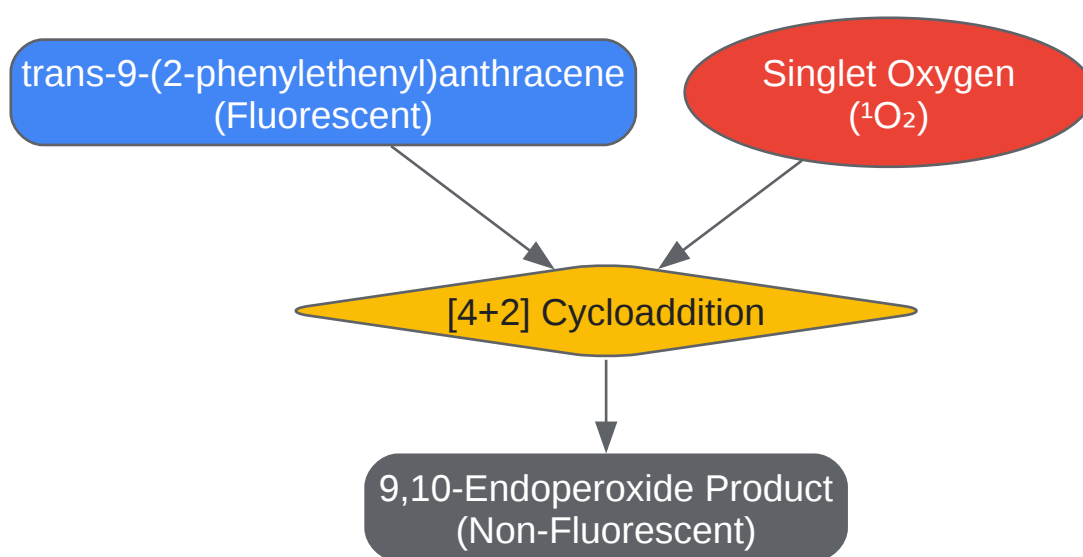 trans-9-(2-phenylethenyl)anthracene
(Fluorescent)
Singlet Oxygen
(¹O₂)
[4+2] Cycloaddition
9,10-Endoperoxide Product
(Non-Fluorescent)